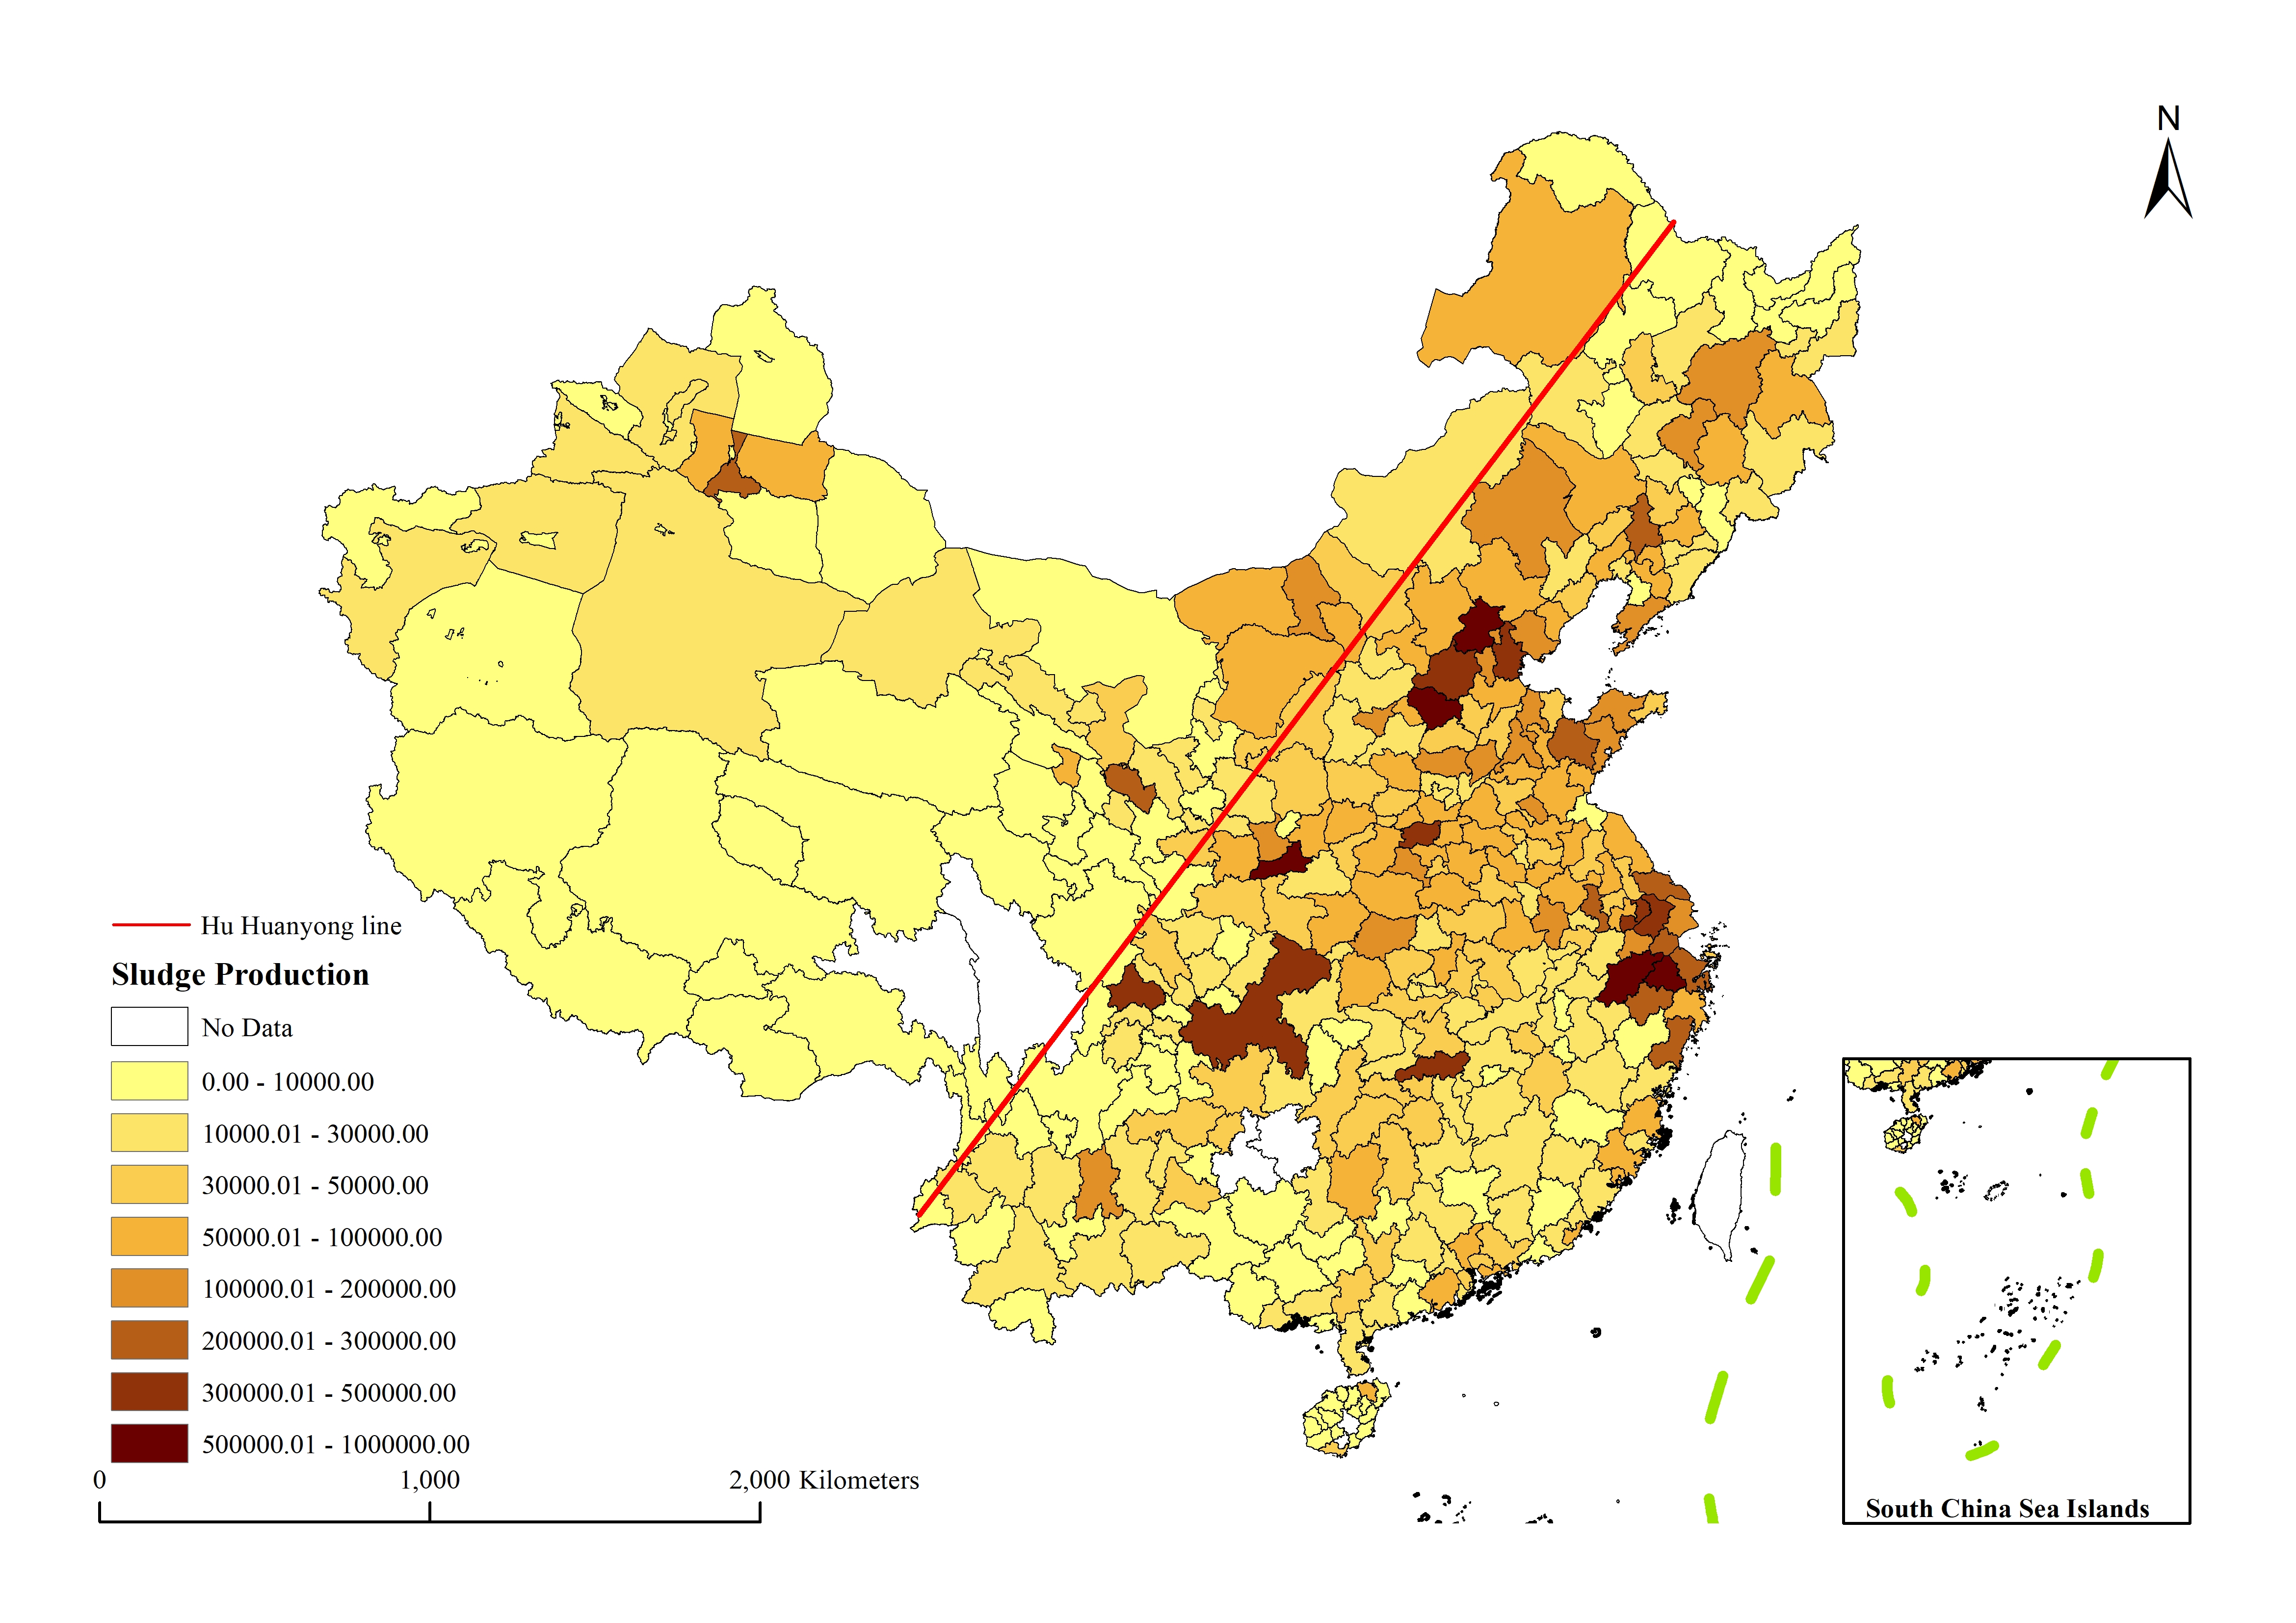 N
Hu Huanyong line
Sludge Production
No Data
0.00 - 10000.00
10000.01 - 30000.00
30000.01 - 50000.00
50000.01 - 100000.00
100000.01 - 200000.00
200000.01 - 300000.00
300000.01 - 500000.00
500000.01 - 1000000.00
0 1,000 2,000 Kilometers
South China Sea Islands